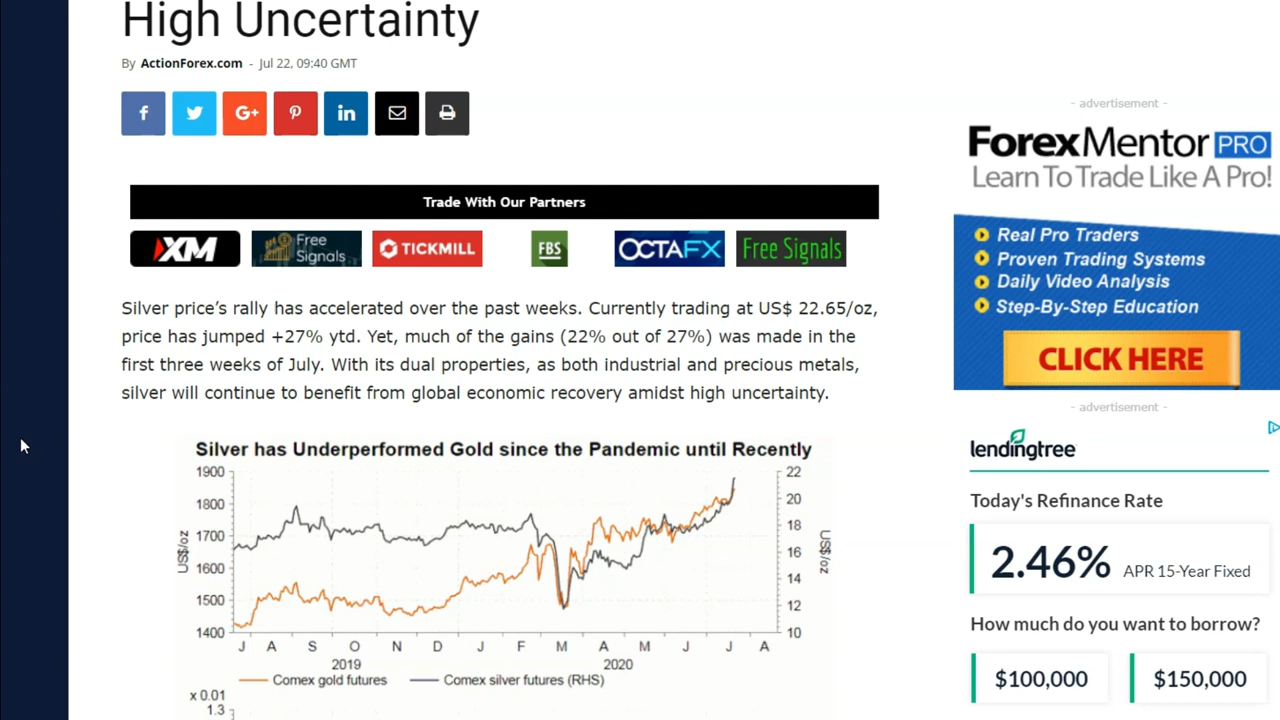 High Uncertainty
By ActionForex.com - Jul 22, 09:40 GMT
f G+ in
Trade With Our Partners
XM
Free
Signals
TICKMILL
FBS
OCTAFX
Free Signals
Silver price’s rally has accelerated over the past weeks. Currently trading at US$ 22.65/oz,
price has jumped +27% ytd. Yet, much of the gains (22% out of 27%) was made in the
first three weeks of July. With its dual properties, as both industrial and precious metals,
silver will continue to benefit from global economic recovery amidst high uncertainty.
Silver has Underperformed Gold since the Pandemic until Recently
1900 22
1800 20
1700 18
1600 16
14
1500 12
1400 10
US$/oz
US$/oz
J A S O N D J F M A M J J A
2019 2020
Comex gold futures Comex silver futures (RHS)
x 0.01
1.3
- advertisement -
ForexMentor PRO
Learn To Trade Like A Pro!
Real Pro Traders
Proven Trading Systems
Daily Video Analysis
Step-By-Step Education
CLICK HERE
- advertisement -
lendingtree
Today's Refinance Rate
2.46% APR 15-Year Fixed
How much do you want to borrow?
$100,000 $150,000